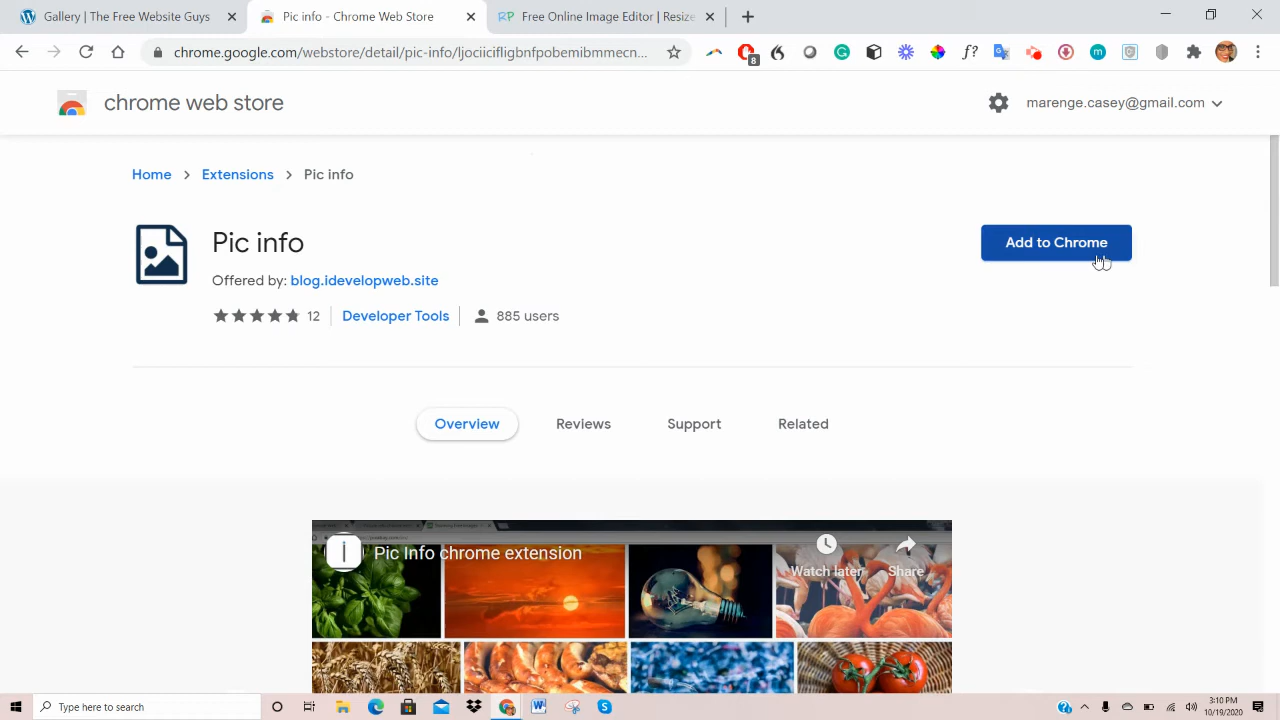 Gallery | The Free Website Guys
Pic info - Chrome Web Store
Free Online Image Editor | Resize
chrome.google.com/webstore/detail/pic-info/ljocicifligbnfpobemibmmecn...
8
f?
chrome web store
marenge.casey@gmail.com
Home > Extensions > Pic info
Pic info
Add to Chrome
Offered by: blog.idevelopweb.site
12
Developer Tools
885 users
Overview
Reviews
Support
Related
Pic Info chrome extension
Watch later
Share
Type here to search
3:10 PM
10/19/2020